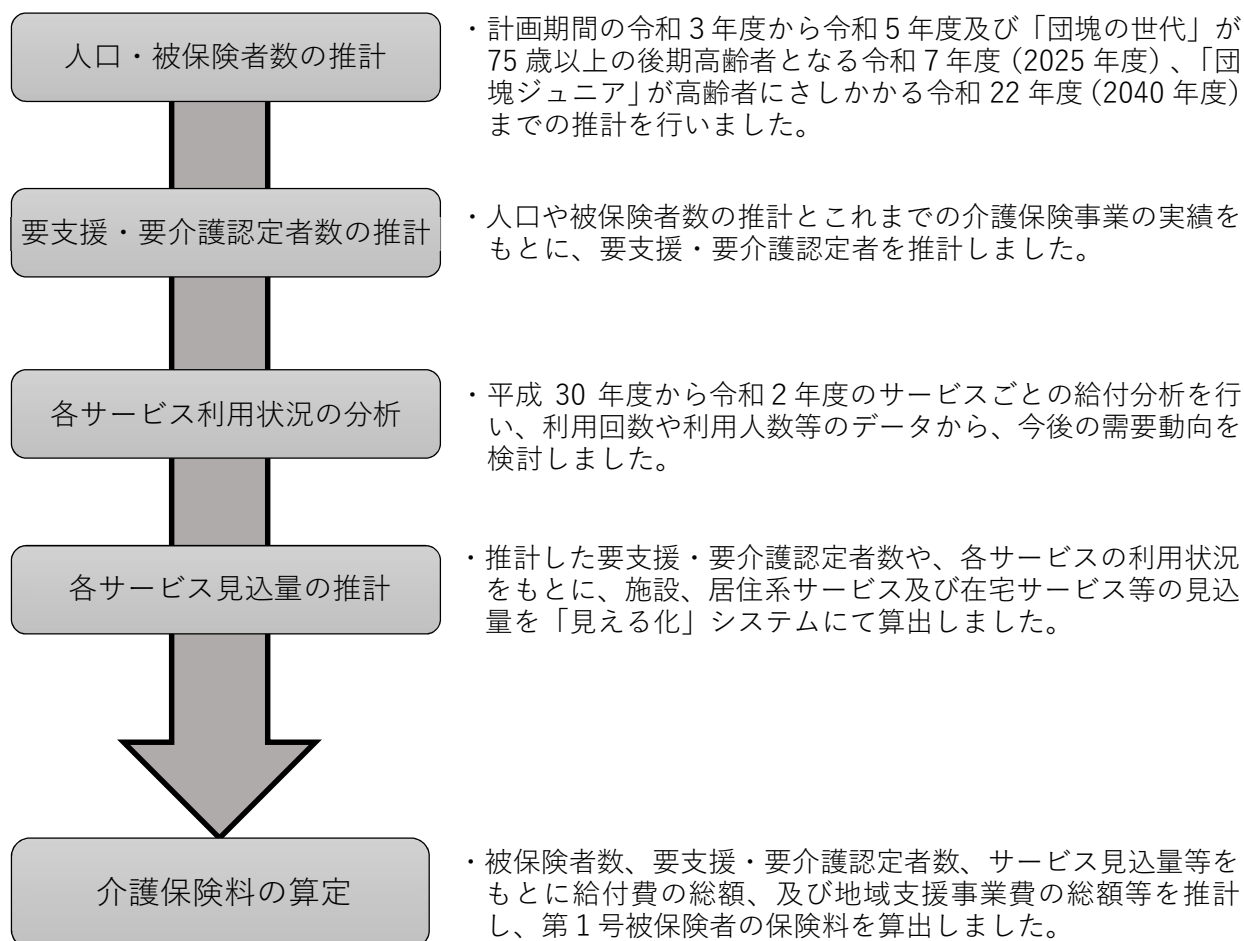 人口・被保険者数の推計
・計画期間の令和３年度から令和５年度及び「団塊の世代」が
75 歳以上の後期高齢者となる令和７年度（2025 年度）、「団
塊ジュニア」が高齢者にさしかかる令和 22 年度（2040 年度）
までの推計を行いました。
要支援・要介護認定者数の推計
・人口や被保険者数の推計とこれまでの介護保険事業の実績を
もとに、要支援・要介護認定者を推計しました。
各サービス利用状況の分析
・平成 30 年度から令和２年度のサービスごとの給付分析を行
い、利用回数や利用人数等のデータから、今後の需要動向を
検討しました。
各サービス見込量の推計
・推計した要支援・要介護認定者数や、各サービスの利用状況
をもとに、施設、居住系サービス及び在宅サービス等の見込
量を「見える化」システムにて算出しました。
介護保険料の算定
・被保険者数、要支援・要介護認定者数、サービス見込量等を
もとに給付費の総額、及び地域支援事業費の総額等を推計
し、第１号被保険者の保険料を算出しました。